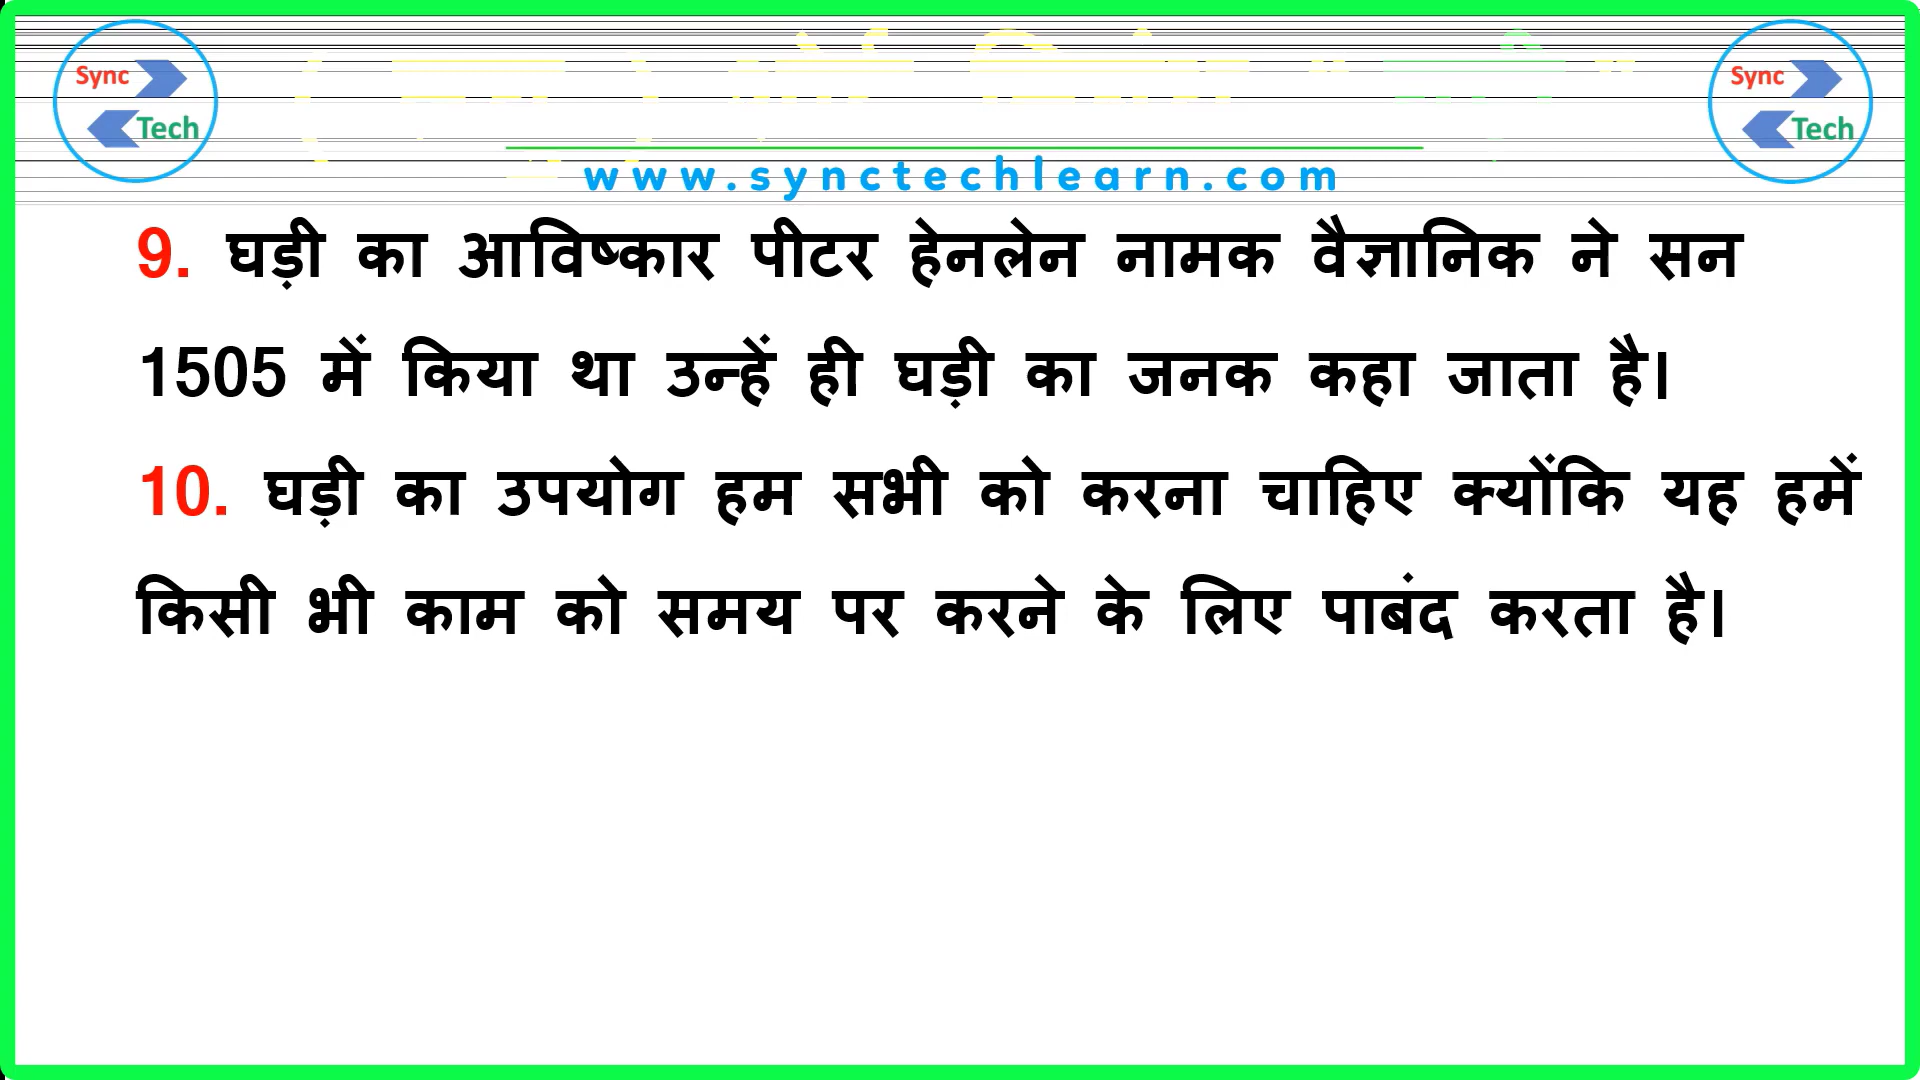 Sync
Tech
Sync
Tech
www.synctechlearn.com
9. घड़ी का आविष्कार पीटर हेनलेन नामक वैज्ञानिक ने सन
1505 में किया था उन्हें ही घड़ी का जनक कहा जाता है।
10. घड़ी का उपयोग हम सभी को करना चाहिए क्योंकि यह हमें
किसी भी काम को समय पर करने के लिए पाबंद करता है।